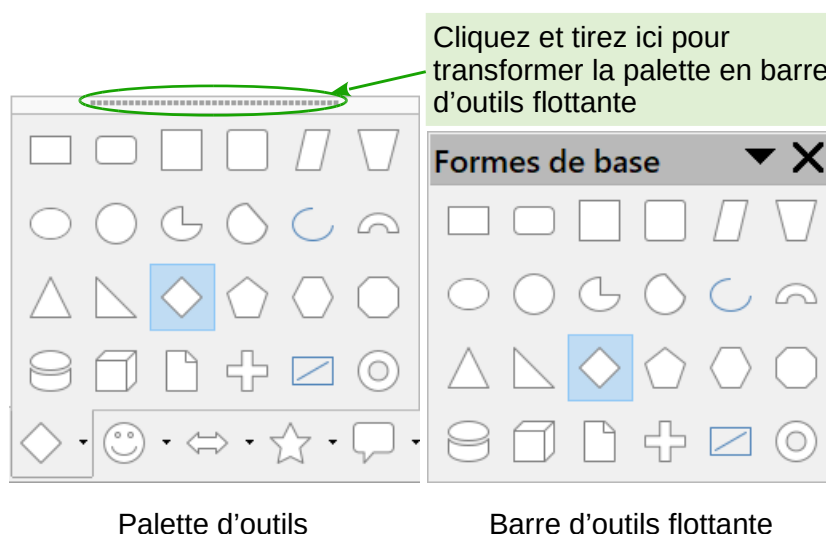 Cliquez et tirez ici pour
transformer la palette en barre
d’outils flottante
Formes de base
Palette d’outils
Barre d’outils flottante